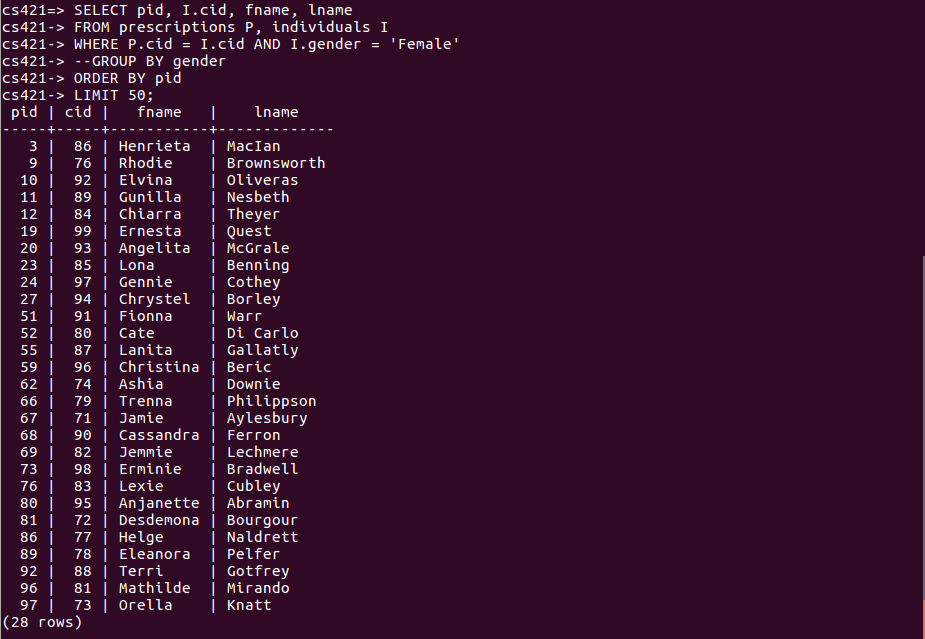 cs421=> SELECT pid, I.cid, fname, lname
cs421-> FROM prescriptions P, individuals I
cs421-> WHERE P.cid = I.cid AND I.gender = 'Female'
cs421-> --GROUP BY gender
cs421-> ORDER BY pid
cs421-> LIMIT 50;
 pid | cid |   fname   |    lname
-----+-----+-----------+-------------
   3 |  86 | Henrieta  | MacIan
   9 |  76 | Rhodie    | Brownsworth
  10 |  92 | Elvina    | Oliveras
  11 |  89 | Gunilla   | Nesbeth
  12 |  84 | Chiarra   | Theyer
  19 |  99 | Ernesta   | Quest
  20 |  93 | Angelita  | McGrale
  23 |  85 | Lona      | Benning
  24 |  97 | Gennie    | Cothey
  27 |  94 | Chrystel  | Borley
  51 |  91 | Fionna    | Warr
  52 |  80 | Cate      | Di Carlo
  55 |  87 | Lanita    | Gallatly
  59 |  96 | Christina | Beric
  62 |  74 | Ashia     | Downie
  66 |  79 | Trenna    | Philippson
  67 |  71 | Jamie     | Aylesbury
  68 |  90 | Cassandra | Ferron
  69 |  82 | Jemmie    | Lechmere
  73 |  98 | Erminie   | Bradwell
  76 |  83 | Lexie     | Cubley
  80 |  95 | Anjanette | Abramin
  81 |  72 | Desdemona | Bourgour
  86 |  77 | Helge     | Naldrett
  89 |  78 | Eleanora  | Pelfer
  92 |  88 | Terri     | Gotfrey
  96 |  81 | Mathilde  | Mirando
  97 |  73 | Orella    | Knatt
(28 rows)